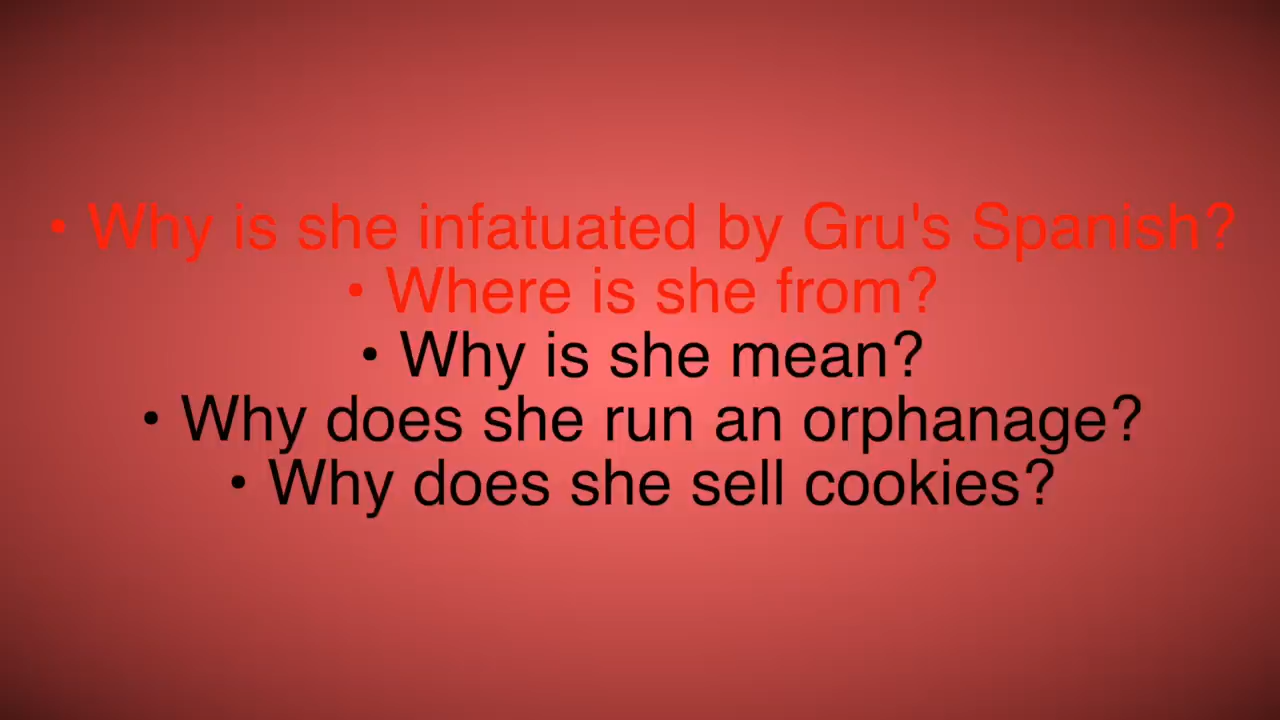 • Why is she infatuated by Gru's Spanish?
• Where is she from?
• Why is she mean?
• Why does she run an orphanage?
• Why does she sell cookies?